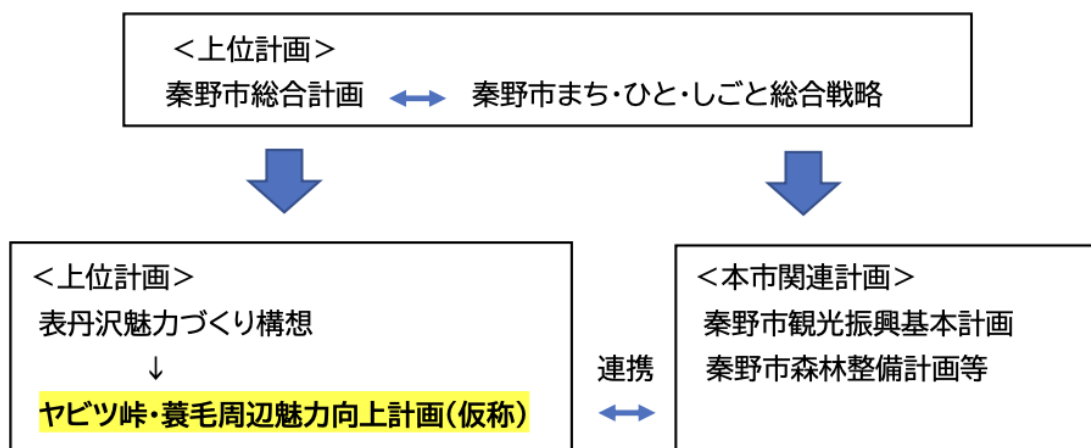 <上位計画>
秦野市総合計画 ↔ 秦野市まち・ひと・しごと総合戦略
<上位計画>
表丹沢魅力づくり構想
↓
ヤビツ峠・蓑毛周辺魅力向上計画(仮称)
連携
<本市関連計画>
秦野市観光振興基本計画
秦野市森林整備計画等